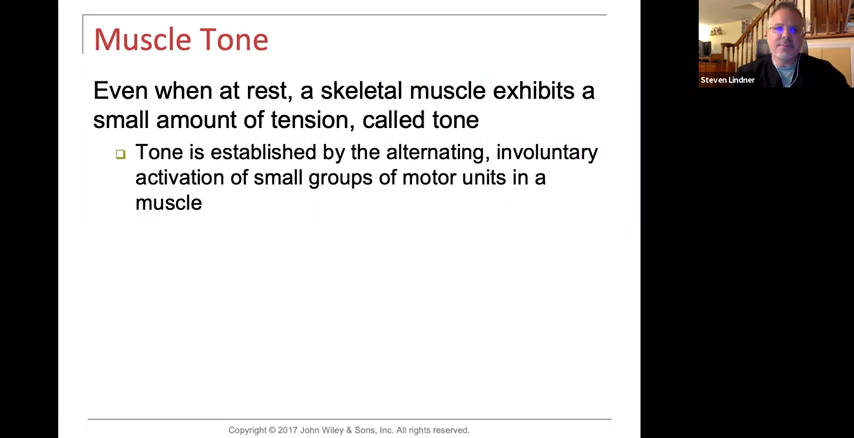 Muscle Tone
Even when at rest, a skeletal muscle exhibits a
small amount of tension, called tone
❑ Tone is established by the alternating, involuntary
activation of small groups of motor units in a
muscle
Copyright © 2017 John Wiley & Sons, Inc. All rights reserved.
Steven Lindner